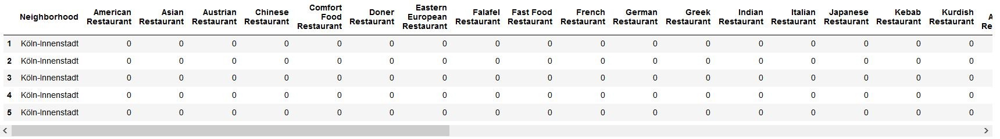 Neighborhood American Restaurant Asian Restaurant Austrian Restaurant Chinese Restaurant Comfort Food Restaurant Doner Restaurant Eastern European Restaurant Falafel Restaurant Fast Food Restaurant French Restaurant German Restaurant Greek Restaurant Indian Restaurant Italian Restaurant Japanese Restaurant Kebab Restaurant Kurdish Restaurant
1 Köln-Innenstadt 0 0 0 0 0 0 0 0 0 0 0 0 0 0 0 0 0
2 Köln-Innenstadt 0 0 0 0 0 0 0 0 0 0 0 0 0 0 0 0 0
3 Köln-Innenstadt 0 0 0 0 0 0 0 0 0 0 0 0 0 0 0 0 0
4 Köln-Innenstadt 0 0 0 0 0 0 0 0 0 0 0 0 0 0 0 0 0
5 Köln-Innenstadt 0 0 0 0 0 0 0 0 0 0 0 0 0 0 0 0 0